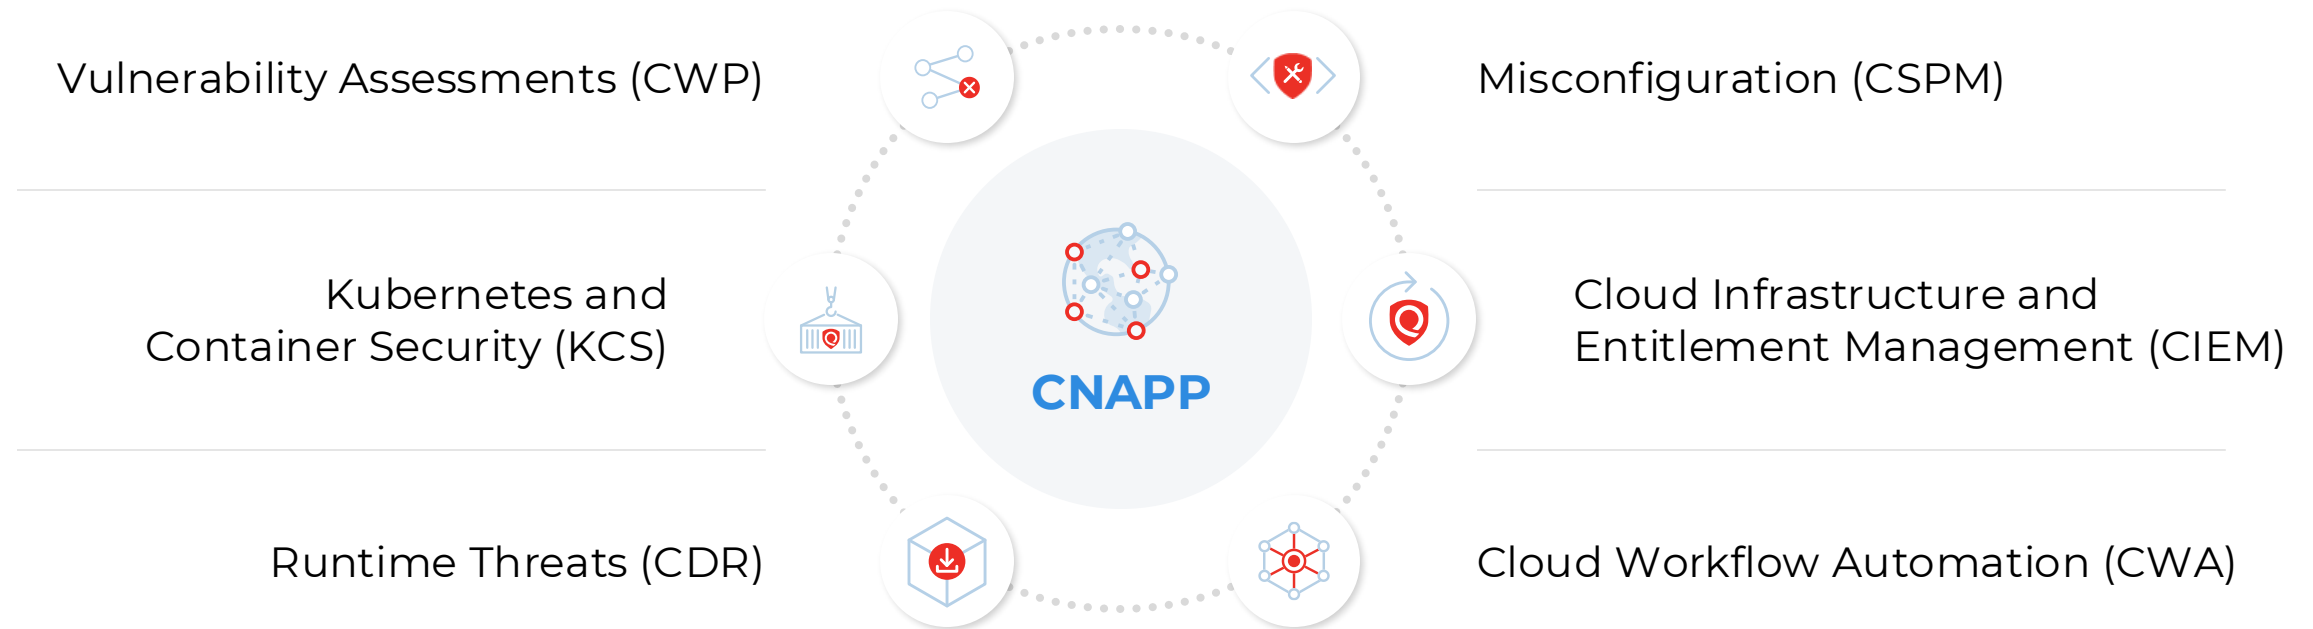 Vulnerability Assessments (CWP)
Misconfiguration (CSPM)
Kubernetes and
Container Security (KCS)
CNAPP
Cloud Infrastructure and
Entitlement Management (CIEM)
Runtime Threats (CDR)
Cloud Workflow Automation (CWA)